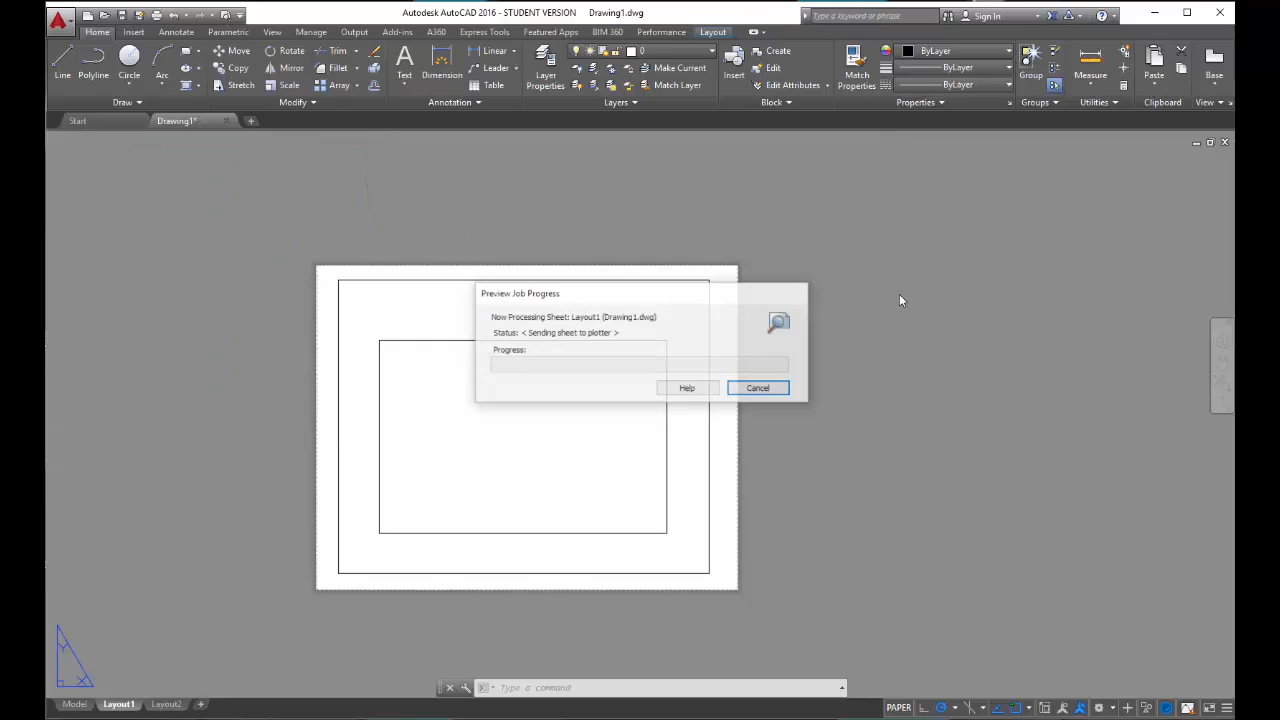 Autodesk AutoCAD 2016 - STUDENT VERSION Drawing1.dwg
Type a keyword or phrase
Sign In
Home Insert Annotate Parametric View Manage Output Add-ins A360 Express Tools Featured Apps BIM 360 Performance Layout
Line Polyline Circle Arc
Move Rotate Trim
Copy Mirror Fillet
Stretch Scale Array
Text Dimension
Linear
Leader
Table
Layer Properties
0
Make Current
Match Layer
Insert
Create
Edit
Edit Attributes
Match Properties
ByLayer
ByLayer
ByLayer
Group
Measure
Paste
Base
Draw Modify Annotation Layers Block Properties Groups Utilities Clipboard View
Start Drawing1*
Preview Job Progress
Now Processing Sheet: Layout1 (Drawing1.dwg)
Status: < Sending sheet to plotter >
Progress:
Help Cancel
Y
X
Type a command
Model Layout1 Layout2
PAPER